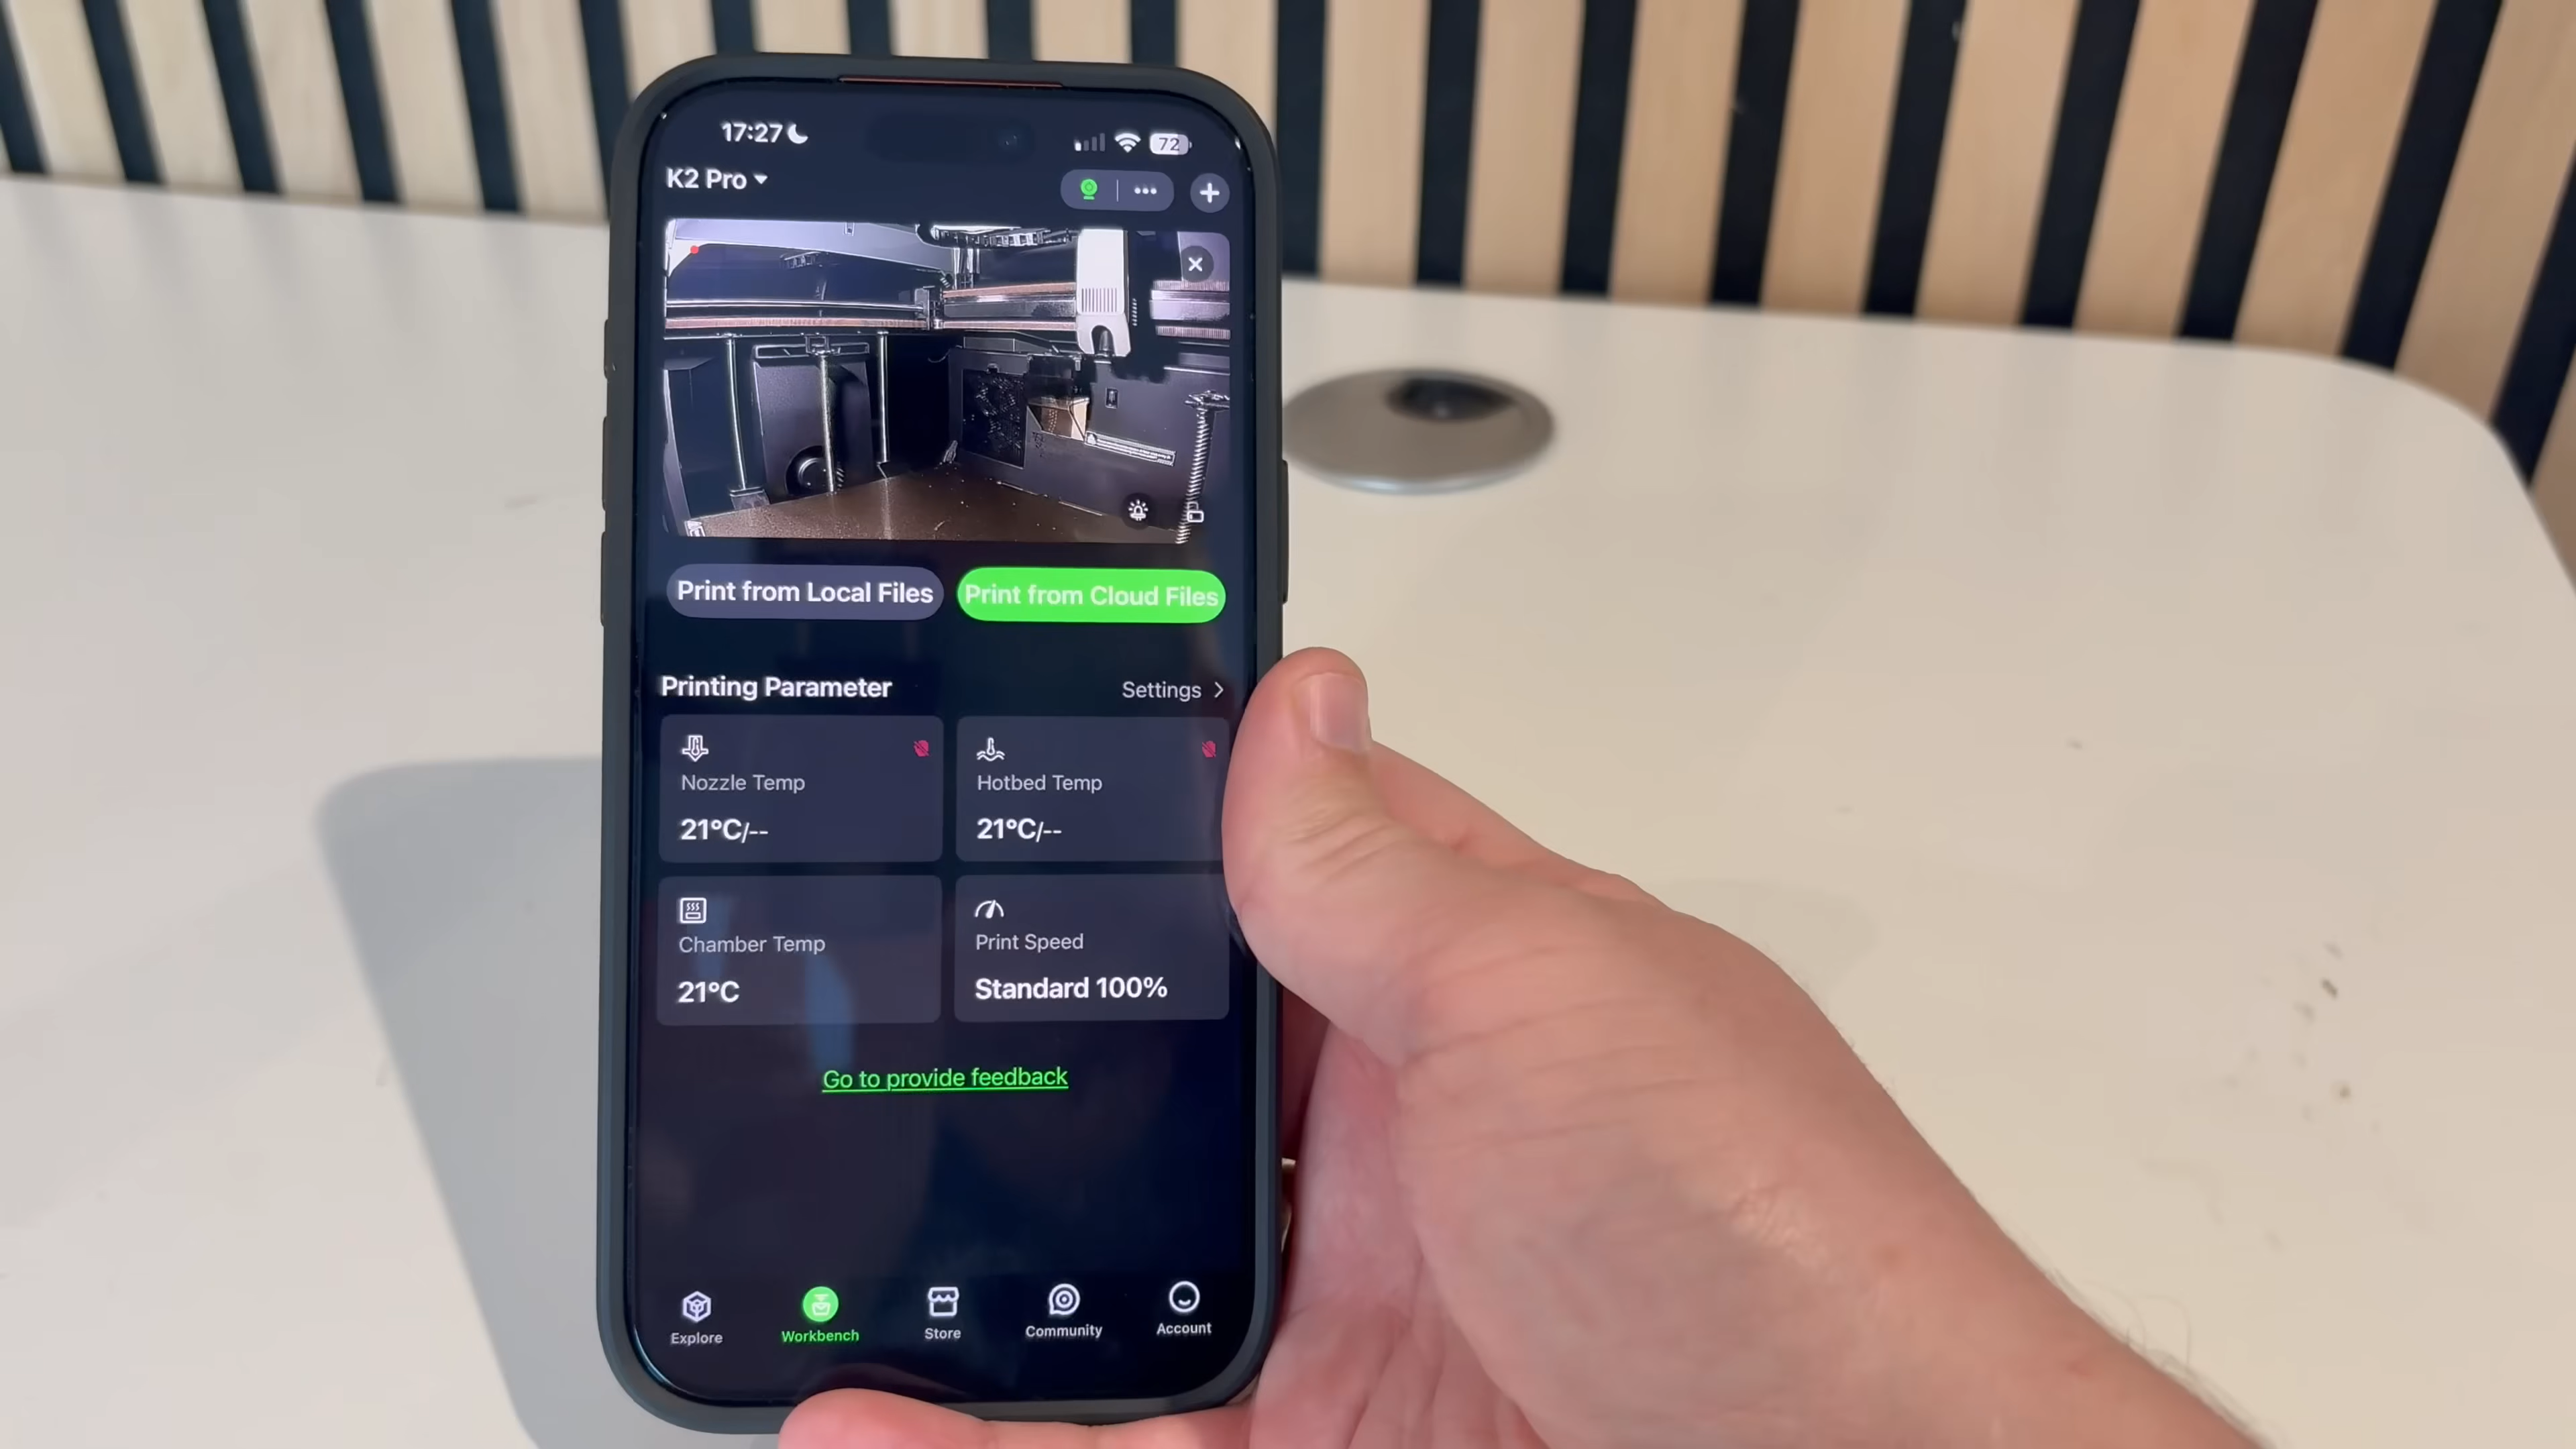 17:27
72
K2 Pro
Print from Local Files
Print from Cloud Files
Printing Parameter
Settings
Nozzle Temp
21°C/--
Hotbed Temp
21°C/--
Chamber Temp
21°C
Print Speed
Standard 100%
Go to provide feedback
Explore
Workbench
Store
Community
Account